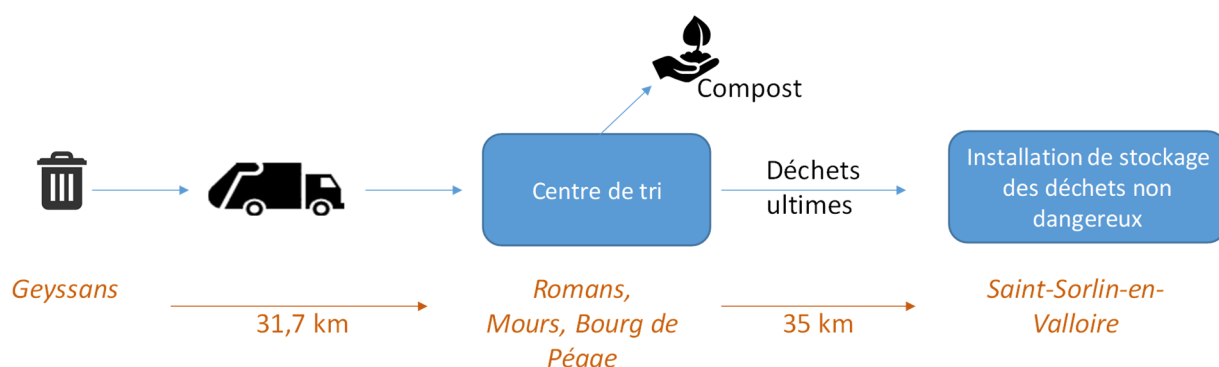 Compost
Centre de tri
Déchets
ultimes
Installation de stockage
des déchets non
dangereux
Geyssans
31,7 km
Romans,
Mours, Bourg de
Péage
35 km
Saint-Sorlin-en-
Valloire